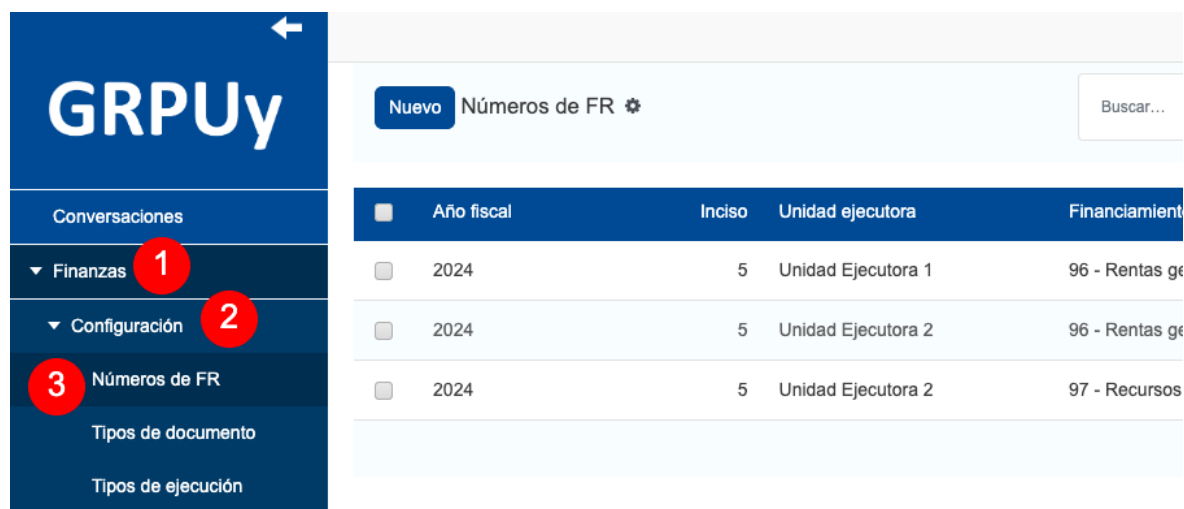 GRPUy
Conversaciones
Finanzas 1
Configuración 2
3 Números de FR
Tipos de documento
Tipos de ejecución
Nuevo Números de FR
Buscar...
Año fiscal Inciso Unidad ejecutora Financiamiento
2024 5 Unidad Ejecutora 1 96 - Rentas ge
2024 5 Unidad Ejecutora 2 96 - Rentas ge
2024 5 Unidad Ejecutora 2 97 - Recursos